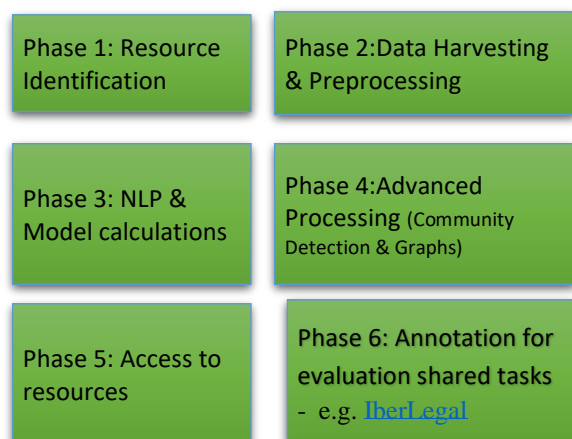 Phase 1: Resource
Identification
Phase 2:Data Harvesting
& Preprocessing
Phase 3: NLP &
Model calculations
Phase 4:Advanced
Processing (Community
Detection & Graphs)
Phase 5: Access to
resources
Phase 6: Annotation for
evaluation shared tasks
- e.g. IberLegal